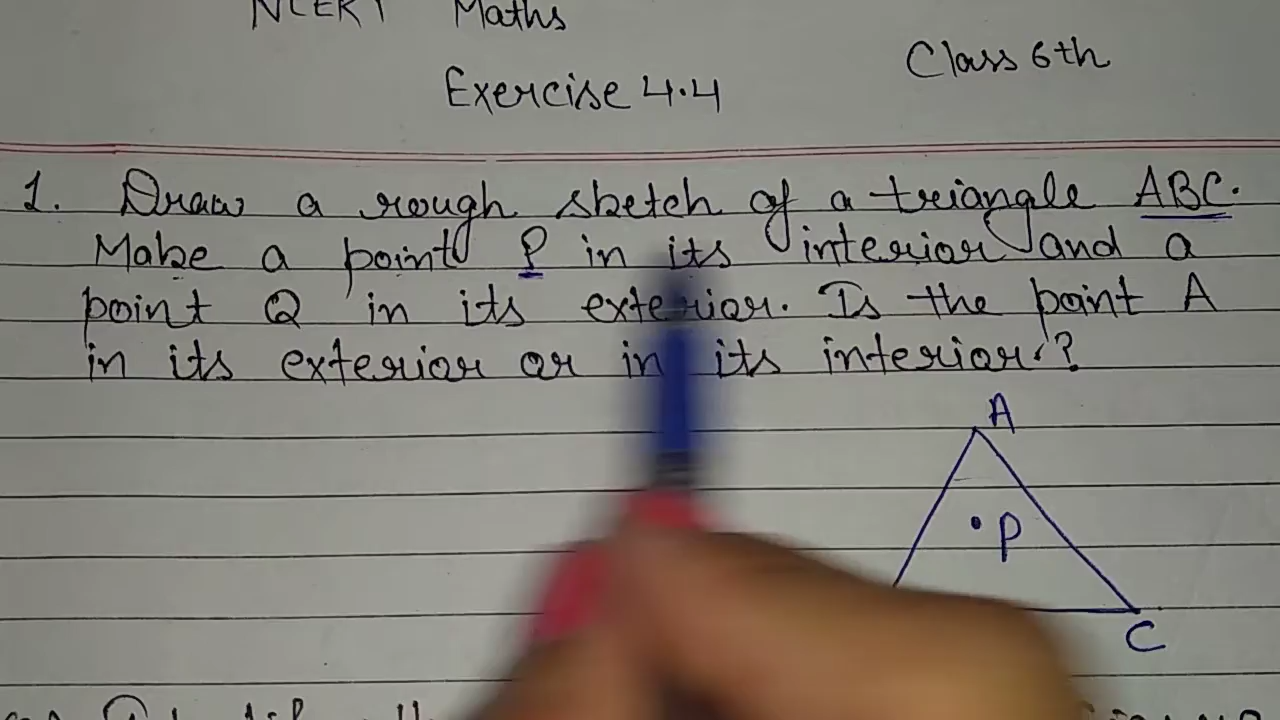 NCERT Maths
Class 6th
Exercise 4.4
1. Draw a rough sketch of a triangle ABC.
Make a point P in its interior and a
point Q in its exterior. Is the point A
in its exterior or in its interior?
A
P
C